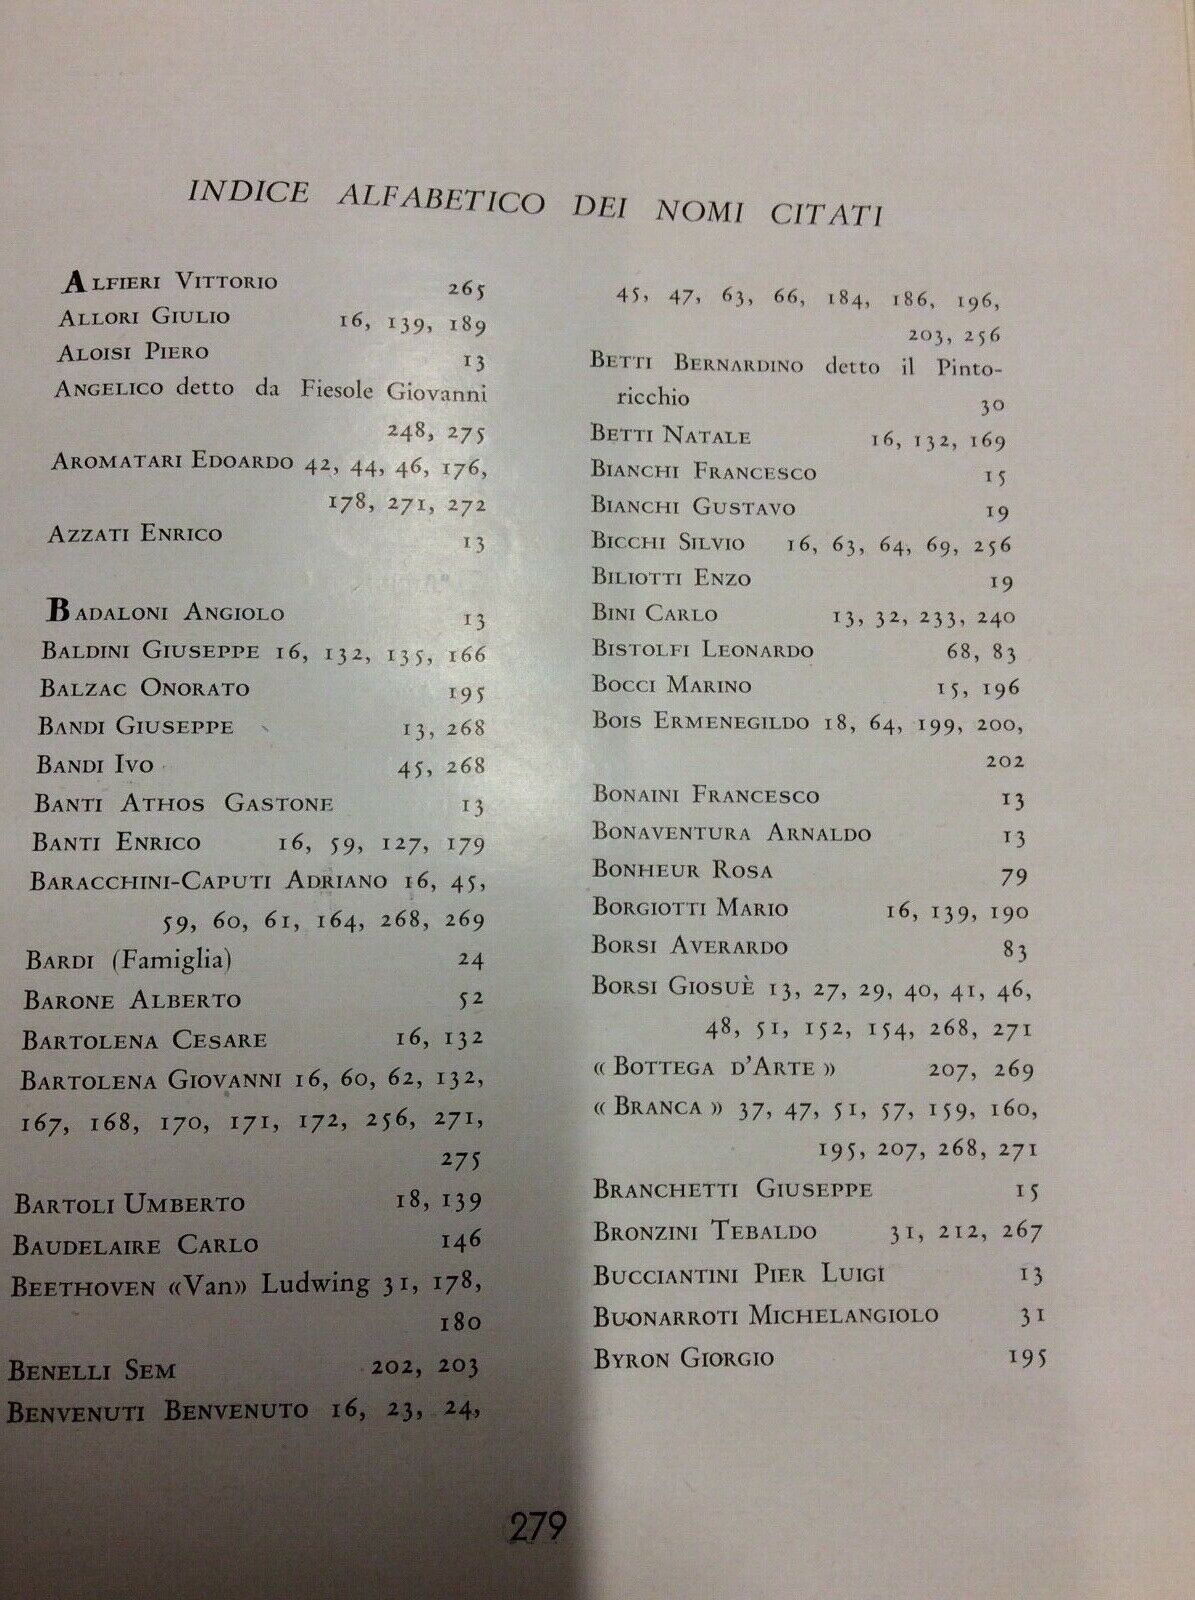 INDICE ALFABETICO DEI NOMI CITATI
ALFIERI VITTORIO 265
ALLORI GIULIO 16, 139, 189
ALOISI PIERO 13
ANGELICO detto da Fiesole Giovanni
248, 275
AROMATARI EDOARDO 42, 44, 46, 176,
178, 271, 272
AZZATI ENRICO 13
BADALONI ANGIOLO 13
BALDINI GIUSEPPE 16, 132, 135, 166
BALZAC ONORATO 195
BANDI GIUSEPPE 13, 268
BANDI IVO 45, 268
BANTI ATHOS GASTONE 13
BANTI ENRICO 16, 59, 127, 179
BARACCHINI-CAPUTI ADRIANO 16, 45,
59, 60, 61, 164, 268, 269
BARDI (Famiglia) 24
BARONE ALBERTO 52
BARTOLENA CESARE 16, 132
BARTOLENA GIOVANNI 16, 60, 62, 132,
167, 168, 170, 171, 172, 256, 271,
275
BARTOLI UMBERTO 18, 139
BAUDELAIRE CARLO 146
BEETHOVEN «Van» Ludwing 31, 178,
180
BENELLI SEM 202, 203
BENVENUTI BENVENUTO 16, 23, 24,
45, 47, 63, 66, 184, 186, 196,
203, 256
BETTI BERNARDINO detto il Pinto-
ricchio 30
BETTI NATALE 16, 132, 169
BIANCHI FRANCESCO 15
BIANCHI GUSTAVO 19
BICCHI SILVIO 16, 63, 64, 69, 256
BILIOTTI ENZO 19
BINI CARLO 13, 32, 233, 240
BISTOLFI LEONARDO 68, 83
BOCCI MARINO 15, 196
BOIS ERMENEGILDO 18, 64, 199, 200,
202
BONAINI FRANCESCO 13
BONAVENTURA ARNALDO 13
BONHEUR ROSA 79
BORGIOTTI MARIO 16, 139, 190
BORSI AVERARDO 83
BORSI GIOSUÈ 13, 27, 29, 40, 41, 46,
48, 51, 152, 154, 268, 271
«BOTTEGA D'ARTE» 207, 269
«BRANCA» 37, 47, 51, 57, 159, 160,
195, 207, 268, 271
BRANCHETTI GIUSEPPE 15
BRONZINI TEBALDO 31, 212, 267
BUCCIANTINI PIER LUIGI 13
BUONARROTI MICHELANGIOLO 31
BYRON GIORGIO 195
279